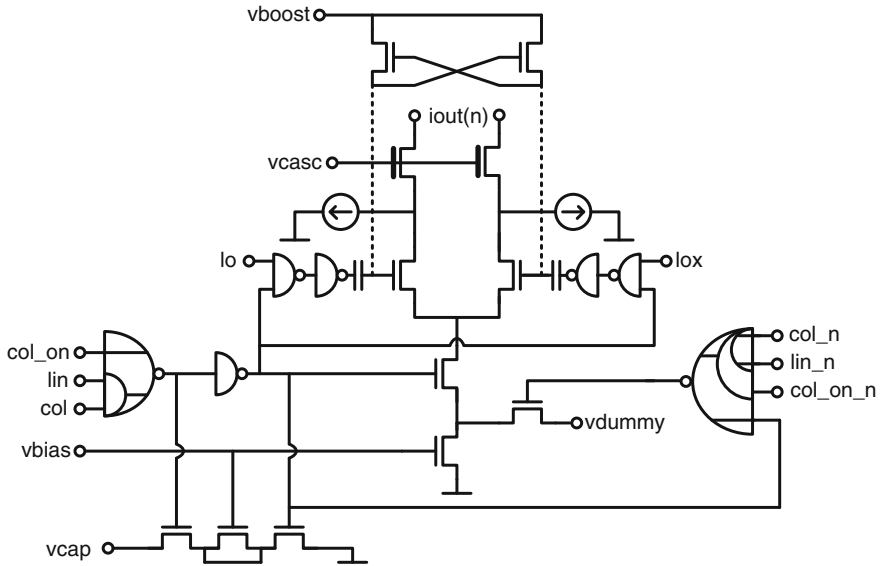 vboost
iout(n)
vcasc
lo
lox
col_on
lin
col
col_n
lin_n
col_on_n
vbias
vdummy
vcap